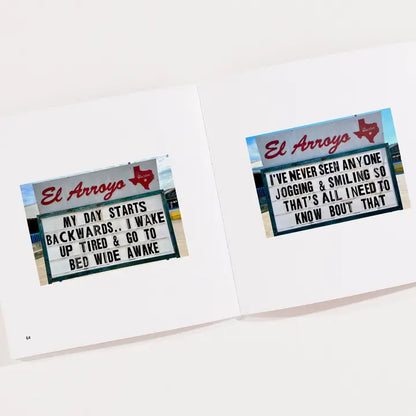 El Arroyo
MY DAY STARTS
BACKWARDS.. I WAKE
UP TIRED & GO TO
BED WIDE AWAKE
64
El Arroyo
I'VE NEVER SEEN ANYONE
JOGGING & SMILING SO
THAT'S ALL I NEED TO
KNOW BOUT THAT